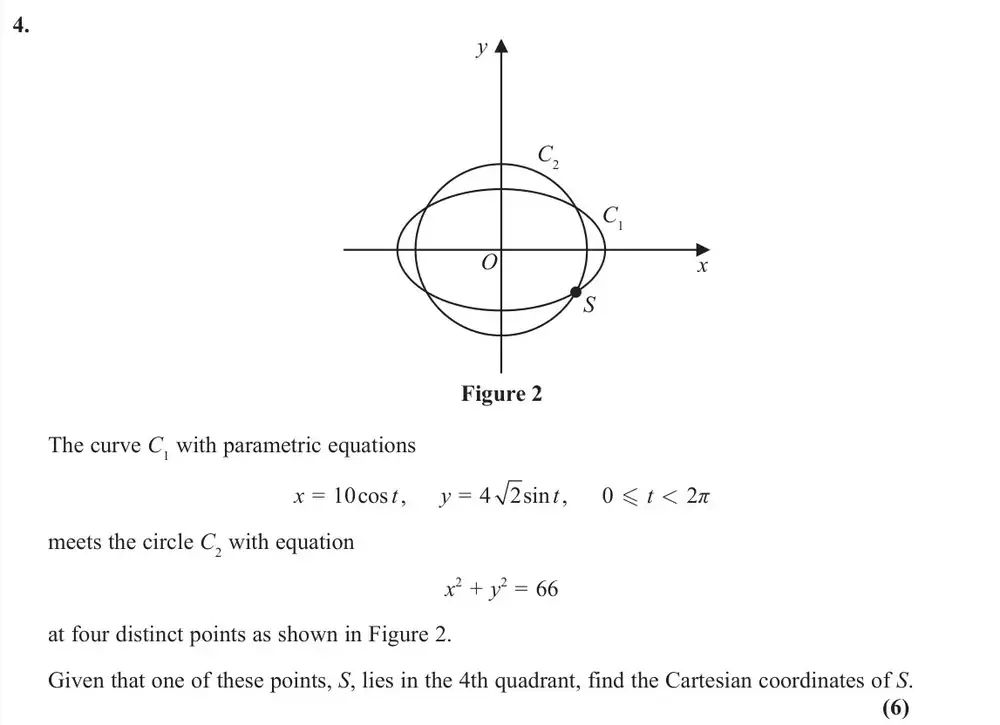 4.
y
C₂
C₁
O
x
S
Figure 2
The curve C₁ with parametric equations
x = 10cos t,   y = 4√2 sin t,   0 ⩽ t < 2π
meets the circle C₂ with equation
x² + y² = 66
at four distinct points as shown in Figure 2.
Given that one of these points, S, lies in the 4th quadrant, find the Cartesian coordinates of S.
(6)